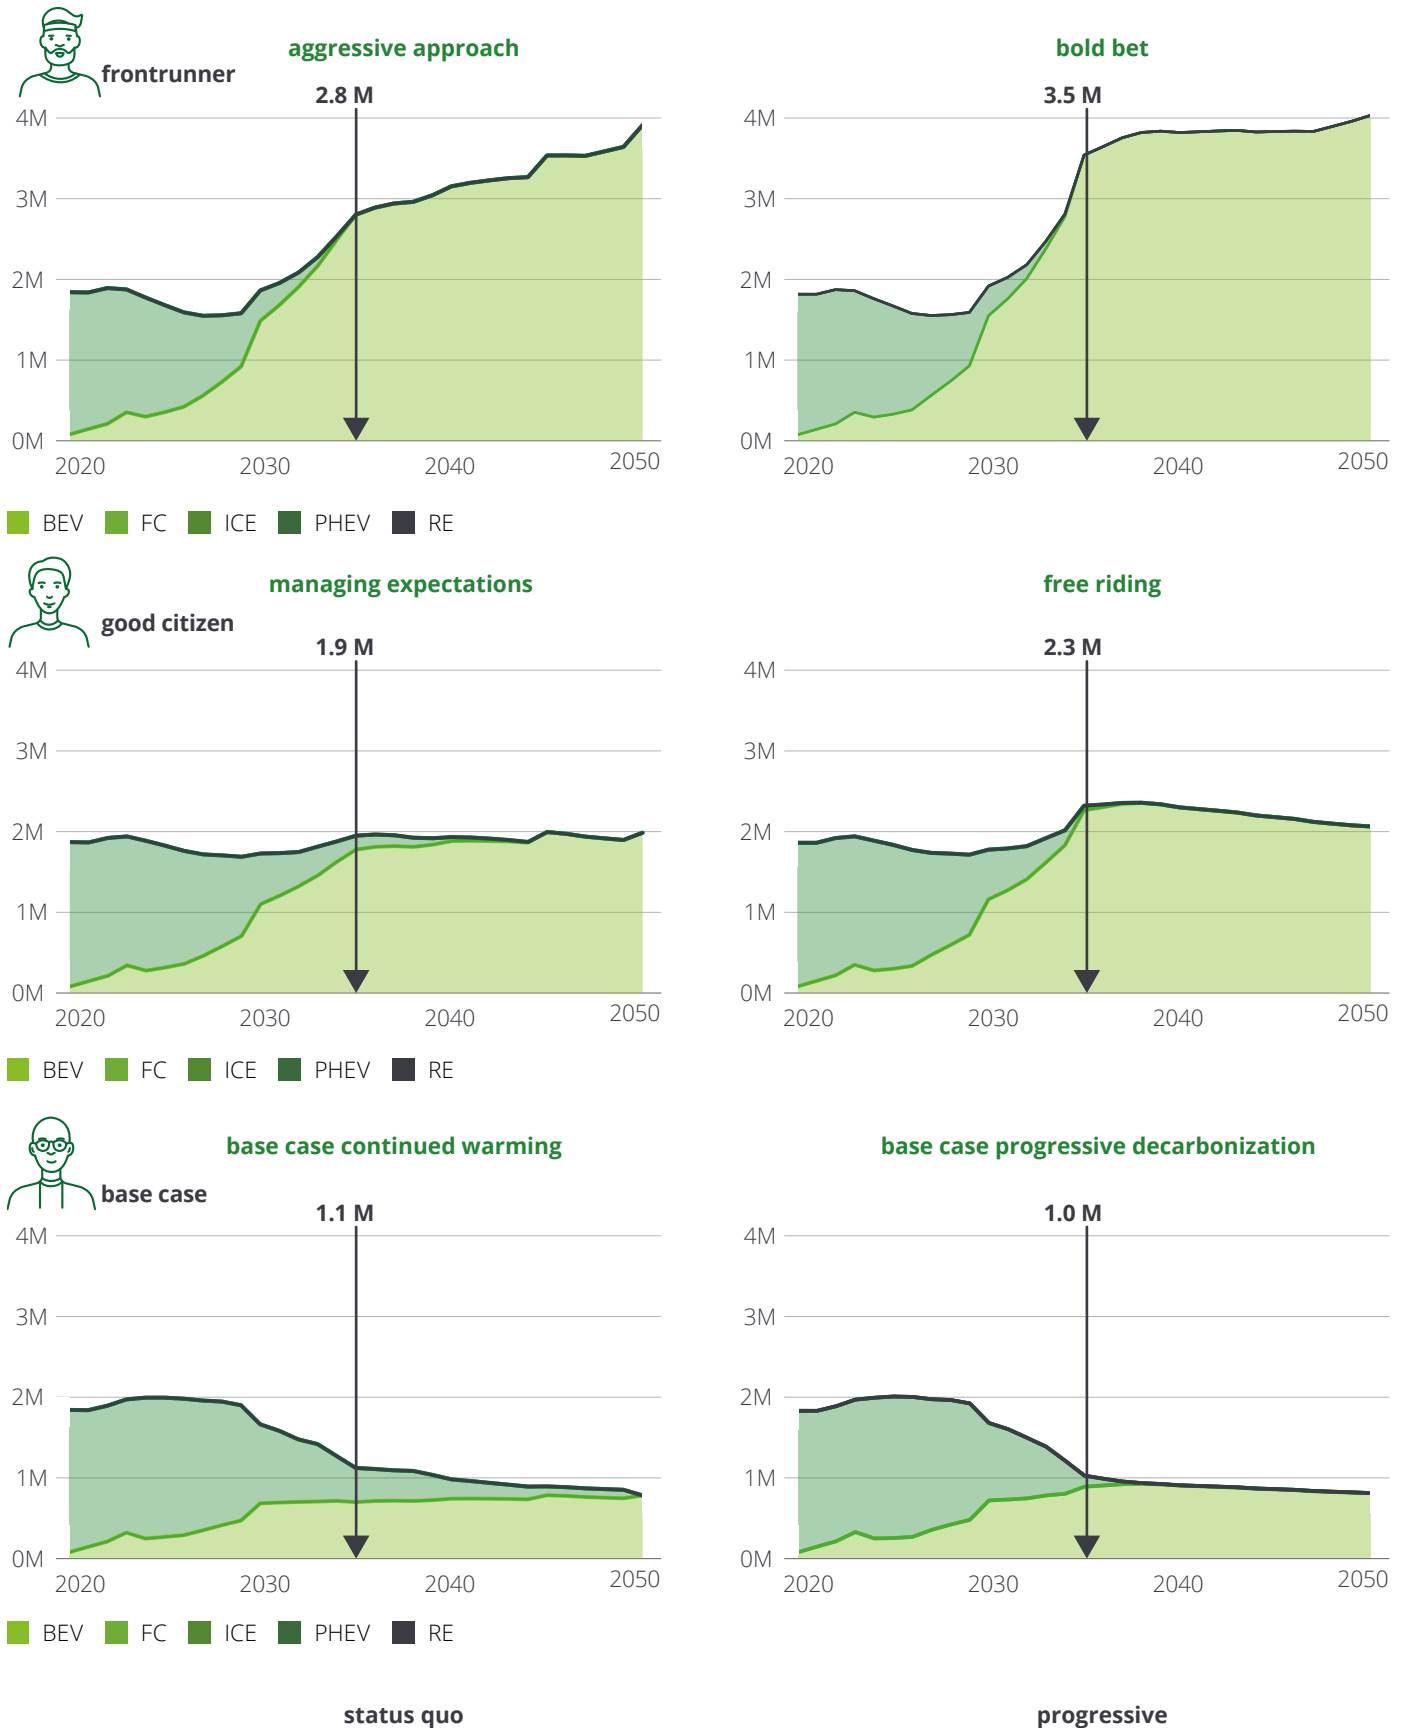 aggressive approach
bold bet
frontrunner
2.8 M
3.5 M
4M
3M
2M
1M
0M
2020
2030
2040
2050
4M
3M
2M
1M
0M
2020
2030
2040
2050
BEV FC ICE PHEV RE
managing expectations
free riding
good citizen
1.9 M
2.3 M
4M
3M
2M
1M
0M
2020
2030
2040
2050
4M
3M
2M
1M
0M
2020
2030
2040
2050
BEV FC ICE PHEV RE
base case continued warming
base case progressive decarbonization
base case
1.1 M
1.0 M
4M
3M
2M
1M
0M
2020
2030
2040
2050
4M
3M
2M
1M
0M
2020
2030
2040
2050
BEV FC ICE PHEV RE
status quo
progressive